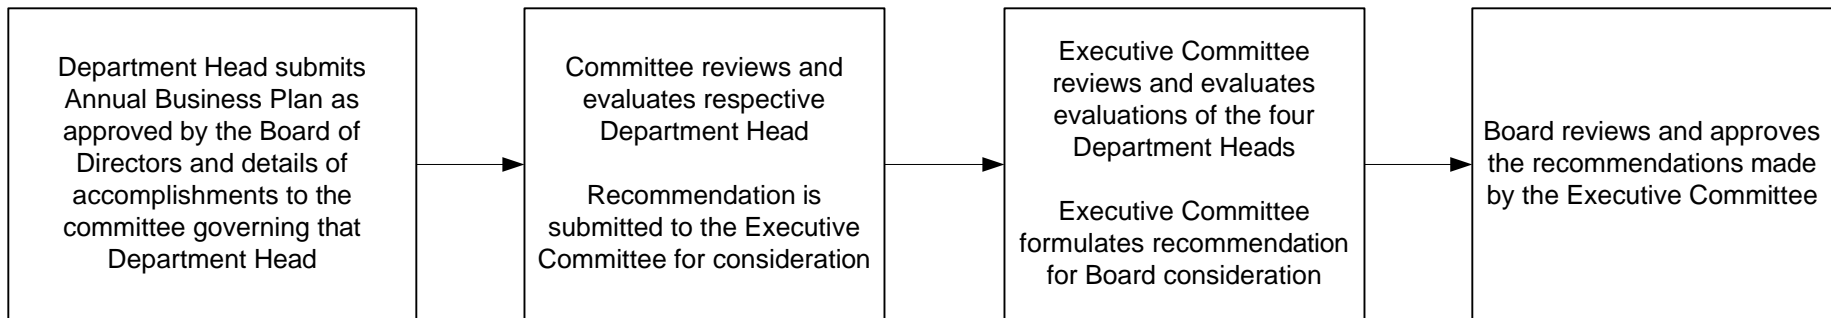 Department Head submits
Annual Business Plan as
approved by the Board of
Directors and details of
accomplishments to the
committee governing that
Department Head
Committee reviews and
evaluates respective
Department Head
Recommendation is
submitted to the Executive
Committee for consideration
Executive Committee
reviews and evaluates
evaluations of the four
Department Heads
Executive Committee
formulates recommendation
for Board consideration
Board reviews and approves
the recommendations made
by the Executive Committee